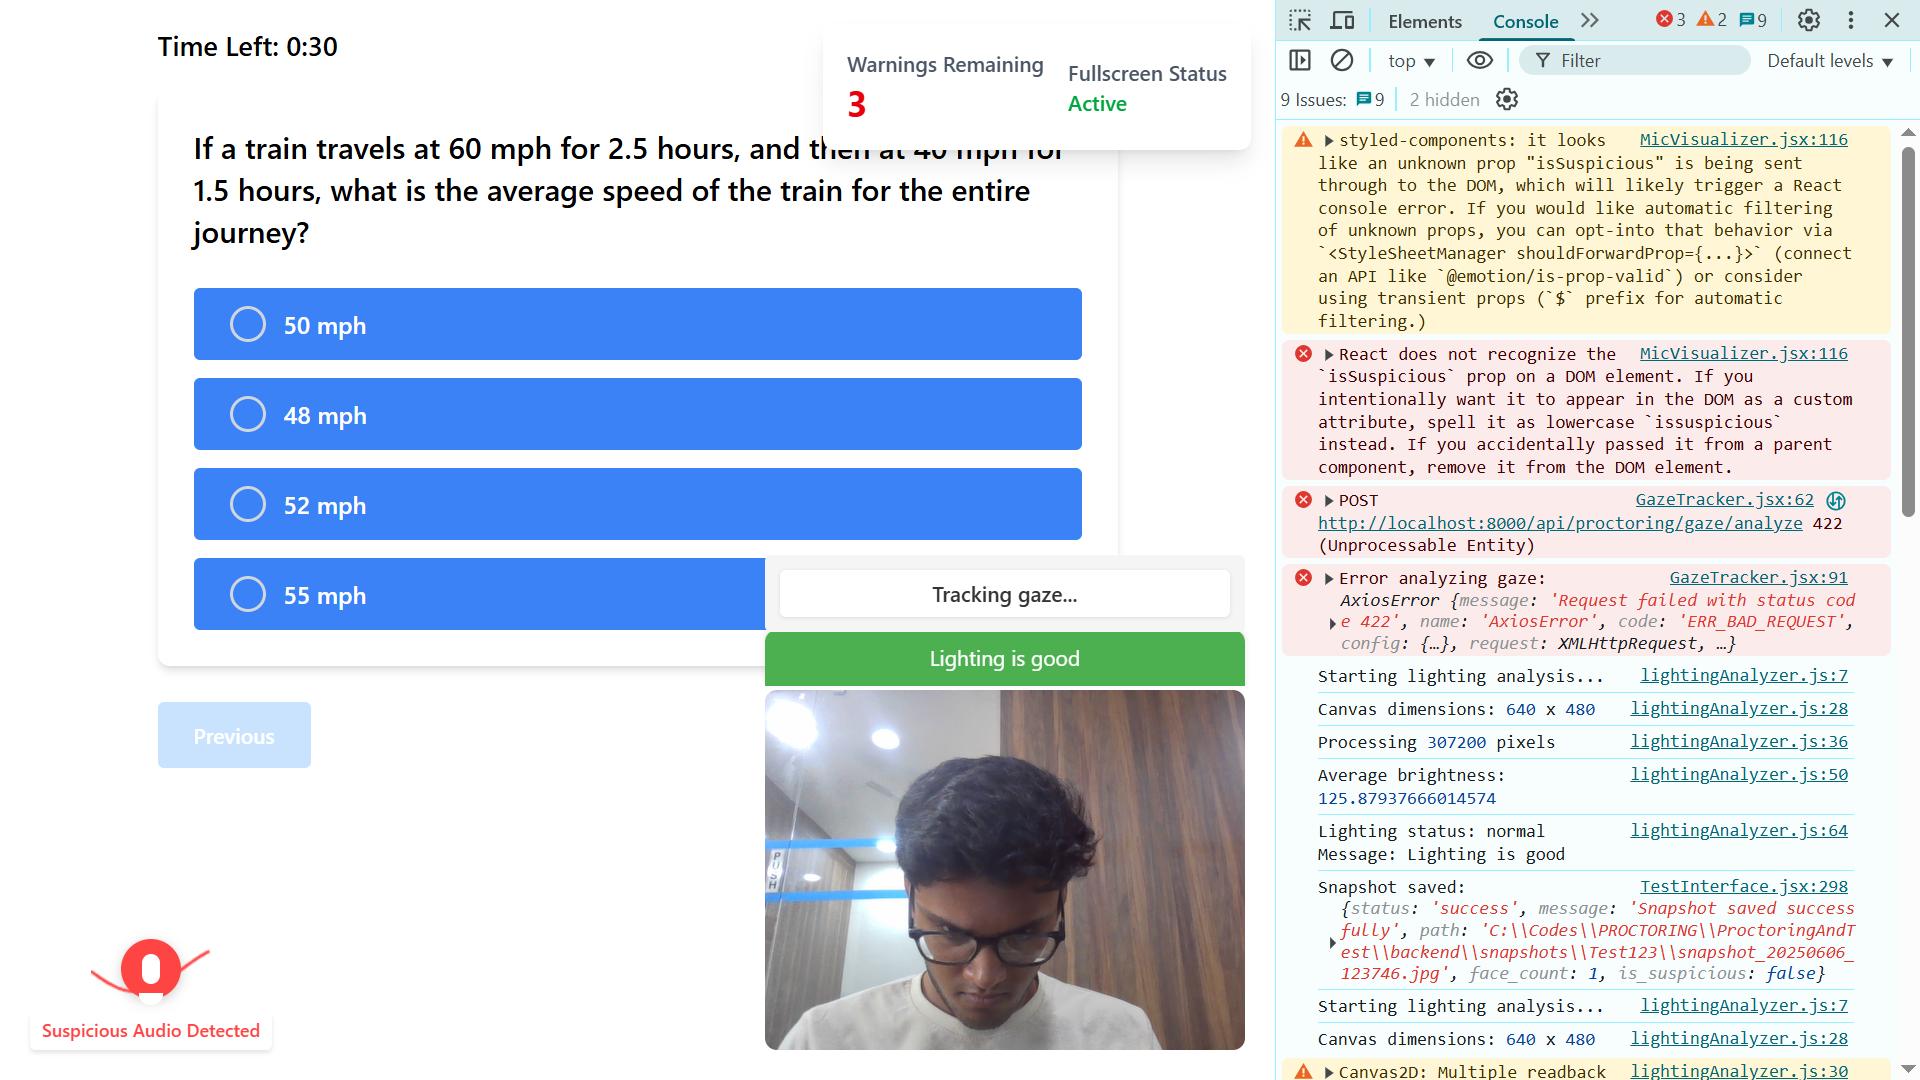 Time Left: 0:30
Warnings Remaining
3
Fullscreen Status
Active
If a train travels at 60 mph for 2.5 hours, and then at 40 mph for
1.5 hours, what is the average speed of the train for the entire
journey?
50 mph
48 mph
52 mph
55 mph
Tracking gaze...
Lighting is good
Previous
PUSH
Suspicious Audio Detected
Elements
Console
3
2
9
top
Filter
Default levels
9 Issues: 9
2 hidden
styled-components: it looks MicVisualizer.jsx:116
like an unknown prop "isSuspicious" is being sent
through to the DOM, which will likely trigger a React
console error. If you would like automatic filtering
of unknown props, you can opt-into that behavior via
`<StyleSheetManager shouldForwardProp={...}>` (connect
an API like `@emotion/is-prop-valid`) or consider
using transient props (`$` prefix for automatic
filtering.)
React does not recognize the MicVisualizer.jsx:116
`isSuspicious` prop on a DOM element. If you
intentionally want it to appear in the DOM as a custom
attribute, spell it as lowercase `issuspicious`
instead. If you accidentally passed it from a parent
component, remove it from the DOM element.
POST GazeTracker.jsx:62
http://localhost:8000/api/proctoring/gaze/analyze 422
(Unprocessable Entity)
Error analyzing gaze: GazeTracker.jsx:91
AxiosError {message: 'Request failed with status cod
e 422', name: 'AxiosError', code: 'ERR_BAD_REQUEST',
config: {…}, request: XMLHttpRequest, …}
Starting lighting analysis... lightingAnalyzer.js:7
Canvas dimensions: 640 x 480 lightingAnalyzer.js:28
Processing 307200 pixels lightingAnalyzer.js:36
Average brightness: lightingAnalyzer.js:50
125.87937666014574
Lighting status: normal lightingAnalyzer.js:64
Message: Lighting is good
Snapshot saved: TestInterface.jsx:298
{status: 'success', message: 'Snapshot saved success
fully', path: 'C:\\Codes\\PROCTORING\\ProctoringAndT
est\\backend\\snapshots\\Test123\\snapshot_20250606_
123746.jpg', face_count: 1, is_suspicious: false}
Starting lighting analysis... lightingAnalyzer.js:7
Canvas dimensions: 640 x 480 lightingAnalyzer.js:28
Canvas2D: Multiple readback lightingAnalyzer.js:30